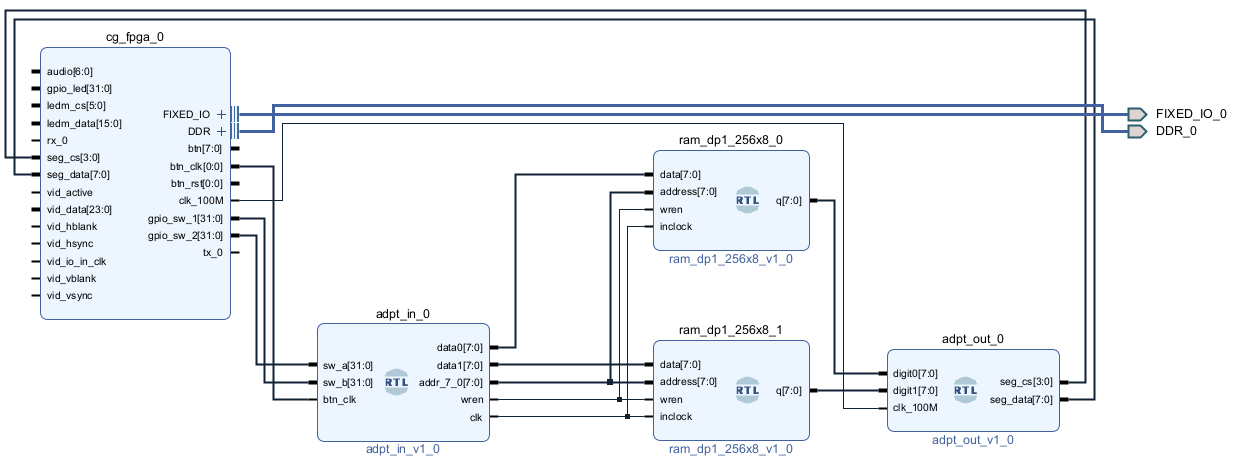 cg_fpga_0
audio[6:0]
gpio_led[31:0]
ledm_cs[5:0]
ledm_data[15:0]
rx_0
seg_cs[3:0]
seg_data[7:0]
vid_active
vid_data[23:0]
vid_hblank
vid_hsync
vid_io_in_clk
vid_vblank
vid_vsync
FIXED_IO
DDR
btn[7:0]
btn_clk[0:0]
btn_rst[0:0]
clk_100M
gpio_sw_1[31:0]
gpio_sw_2[31:0]
tx_0
FIXED_IO_0
DDR_0
ram_dp1_256x8_0
data[7:0]
address[7:0]
wren
inclock
RTL
q[7:0]
ram_dp1_256x8_v1_0
adpt_in_0
sw_a[31:0]
sw_b[31:0]
btn_clk
RTL
data0[7:0]
data1[7:0]
addr_7_0[7:0]
wren
clk
adpt_in_v1_0
ram_dp1_256x8_1
data[7:0]
address[7:0]
wren
inclock
RTL
q[7:0]
ram_dp1_256x8_v1_0
adpt_out_0
digit0[7:0]
digit1[7:0]
clk_100M
RTL
seg_cs[3:0]
seg_data[7:0]
adpt_out_v1_0